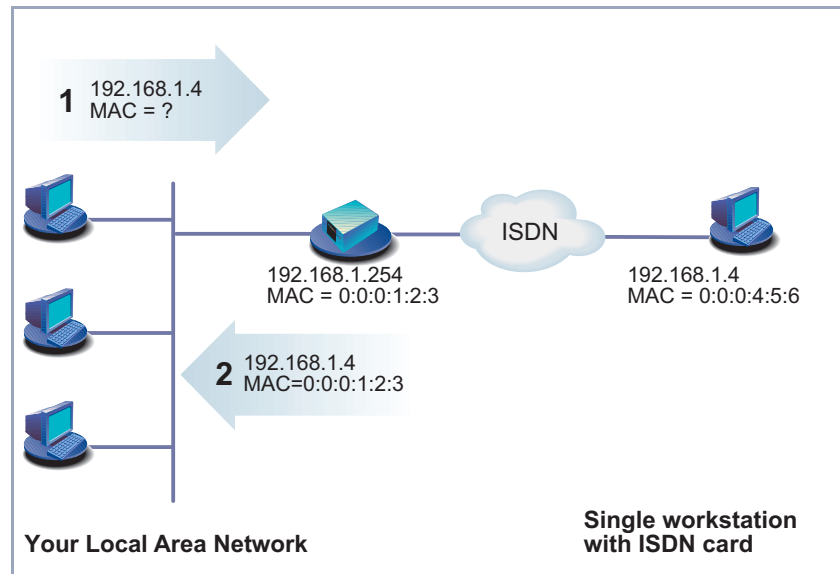 1 192.168.1.4
MAC = ?
ISDN
192.168.1.254
MAC = 0:0:0:1:2:3
192.168.1.4
MAC = 0:0:0:4:5:6
2 192.168.1.4
MAC=0:0:0:1:2:3
Your Local Area Network
Single workstation
with ISDN card